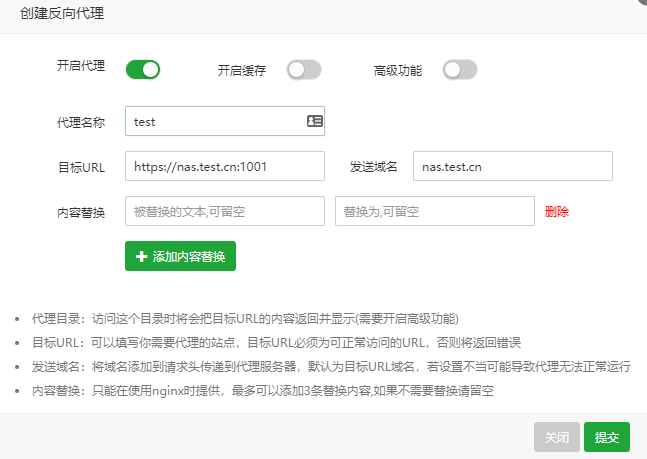 创建反向代理
开启代理 开启缓存 高级功能
代理名称 test
目标URL https://nas.test.cn:1001 发送域名 nas.test.cn
内容替换 被替换的文本,可留空 替换为,可留空 删除
添加内容替换
代理目录：访问这个目录时将会把目标URL的内容返回并显示(需要开启高级功能)
目标URL：可以填写你需要代理的站点，目标URL必须为可正常访问的URL，否则将返回错误
发送域名：将域名添加到请求头传递到代理服务器，默认为目标URL域名，若设置不当可能导致代理无法正常运行
内容替换：只能在使用nginx时提供，最多可以添加3条替换内容,如果不需要替换请留空
关闭 提交